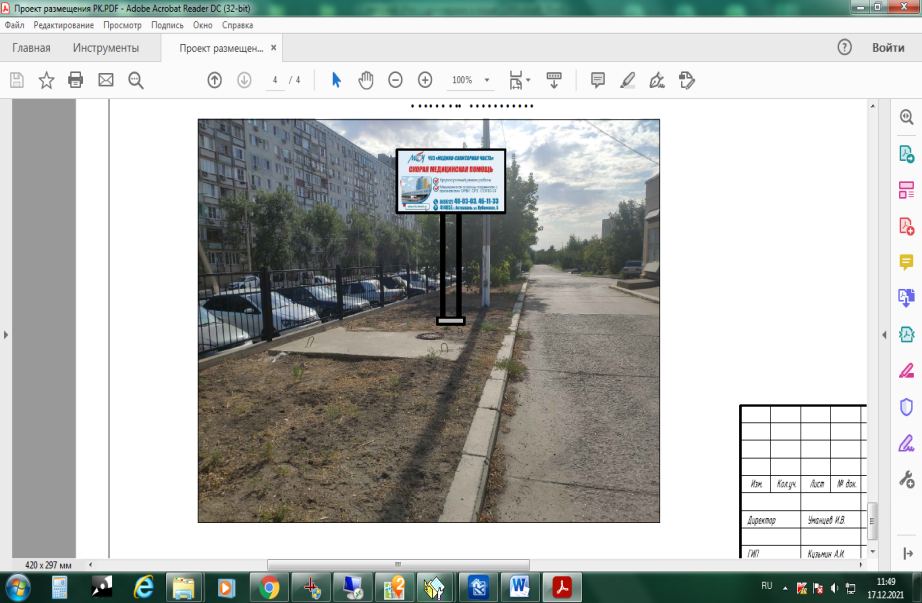 Проект размещения РК.PDF - Adobe Acrobat Reader DC (32-bit)
Файл Редактирование Просмотр Подпись Окно Справка
Главная Инструменты Проект размещен... × Войти
4 / 4 100%
ЧУЗ «МЕДИКО-САНИТАРНАЯ ЧАСТЬ»
СКОРАЯ МЕДИЦИНСКАЯ ПОМОЩЬ
46-03-03, 46-11-33
Изм. Кол.уч. Лист № док.
Директор Уманцев И.В.
ГИП Кузьмин А.И.
420 x 297 мм
RU 11:49
17.12.2021